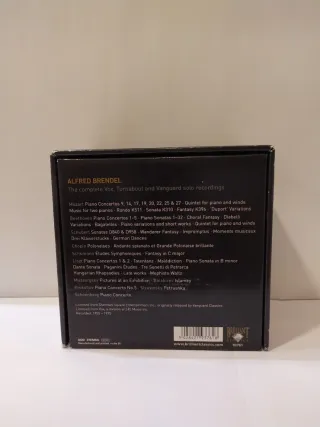 ALFRED BRENDEL
The complete Vox, Turnabout and Vanguard solo recordings
Mozart Piano Concertos 9, 14, 17, 19, 20, 22, 25 & 27 · Quintet for piano and winds
Music for two pianos · Rondo K511 · Sonata K310 · Fantasy K396 · 'Duport' Variations
Beethoven Piano Concertos 1-5 · Piano Sonatas 1-32 · Choral Fantasy · Diabelli
Variations · Bagatelles · Piano variations and short works · Quintet for piano and winds
Schubert Sonatas D840 & D958 · Wanderer Fantasy · Impromptus · Moments musicaux
Drei Klavierstücke · German Dances
Chopin Polonaises · Andante spianato et Grande Polonaise brillante
Schumann Études Symphoniques · Fantasy in C major
Liszt Piano Concertos 1 & 2 · Totentanz · Malédiction · Piano Sonata in B minor
Dante Sonata · Paganini Études · Tre Sonetti di Petrarca
Hungarian Rhapsodies · Late works · Mephisto Waltz
Mussorgsky Pictures at an Exhibition · Balakirev Islamey
Prokofiev Piano Concerto No.5 · Stravinsky Petrushka
Schoenberg Piano Concerto
www.brilliantclassics.com
BRILLIANT
CLASSICS